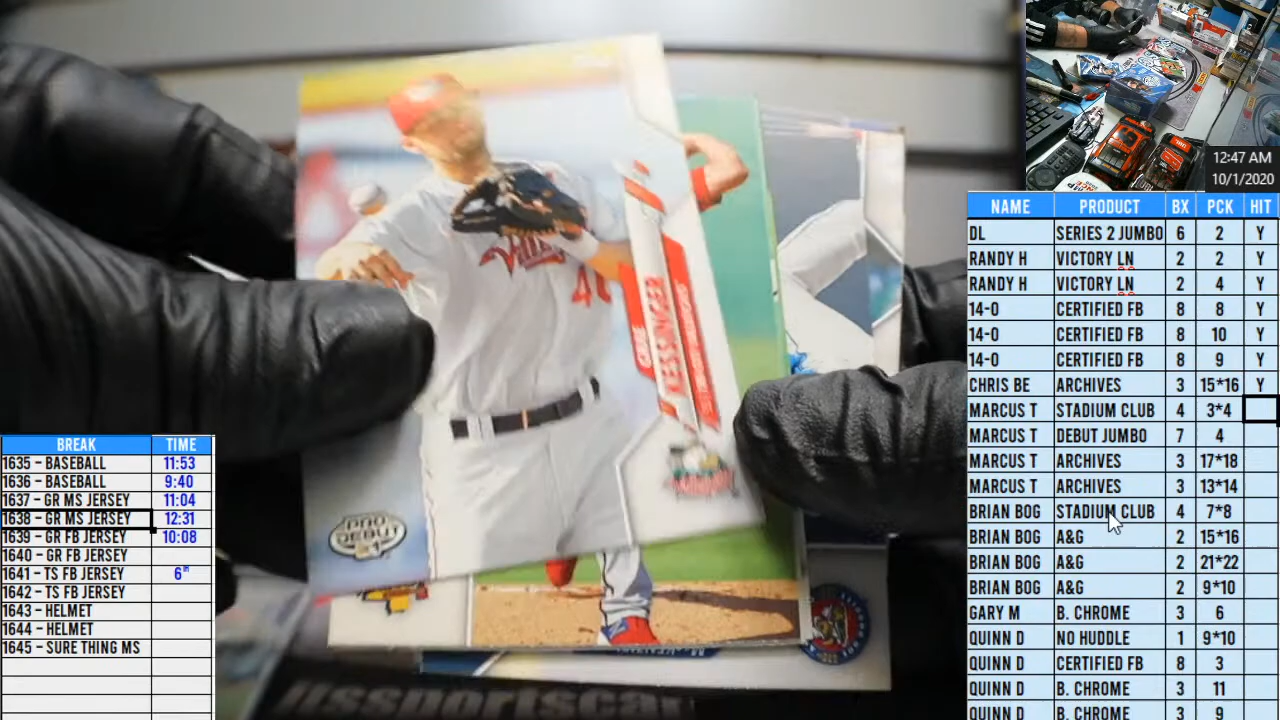 12:47 AM
10/1/2020
NAME PRODUCT BX PCK HIT
DL SERIES 2 JUMBO 6 2 Y
RANDY H VICTORY LN 2 2 Y
RANDY H VICTORY LN 2 4 Y
14-0 CERTIFIED FB 8 8 Y
14-0 CERTIFIED FB 8 10 Y
14-0 CERTIFIED FB 8 9 Y
CHRIS BE ARCHIVES 3 15*16 Y
MARCUS T STADIUM CLUB 4 3*4
MARCUS T DEBUT JUMBO 7 4
MARCUS T ARCHIVES 3 17*18
MARCUS T ARCHIVES 3 13*14
BRIAN BOG STADIUM CLUB 4 7*8
BRIAN BOG A&G 2 15*16
BRIAN BOG A&G 2 21*22
BRIAN BOG A&G 2 9*10
GARY M B. CHROME 3 6
QUINN D NO HUDDLE 1 9*10
QUINN D CERTIFIED FB 8 3
QUINN D B. CHROME 3 11
QUINN D B. CHROME 3 9
BREAK TIME
1635 – BASEBALL 11:53
1636 – BASEBALL 9:40
1637 – GR MS JERSEY 11:04
1638 – GR MS JERSEY 12:31
1639 – GR FB JERSEY 10:08
1640 – GR FB JERSEY
1641 – TS FB JERSEY 6TH
1642 – TS FB JERSEY
1643 – HELMET
1644 – HELMET
1645 – SURE THING MS
KESSINGER
PRO
DEBUT